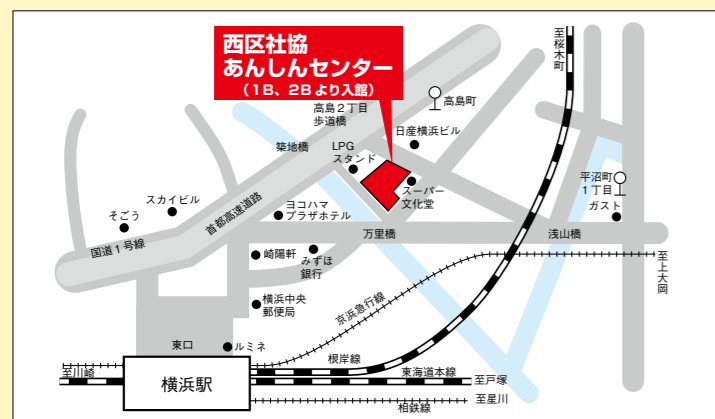 西区社協
あんしんセンター
（1B、2Bより入館）
至桜木町
高島町
高島２丁目
歩道橋
築地橋
LPG
スタンド
日産横浜ビル
平沼町
１丁目
スカイビル
そごう
首都高速道路
ヨコハマ
プラザホテル
スーパー
文化堂
ガスト
国道１号線
万里橋
浅山橋
崎陽軒
みずほ
銀行
至上大岡
横浜中央
郵便局
京浜急行線
東口
ルミネ
根岸線
至川崎
横浜駅
東海道本線
至戸塚
至星川
相鉄線